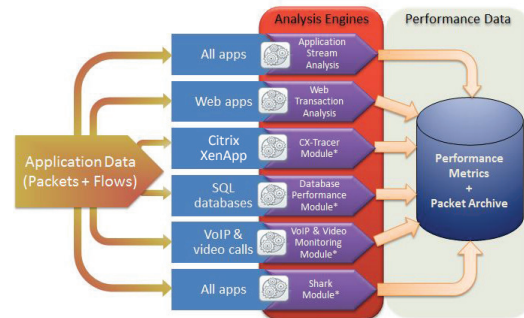 Analysis Engines
Performance Data
Application Data
(Packets + Flows)
All apps
Application
Stream
Analysis
Web apps
Web
Transaction
Analysis
Citrix
XenApp
CX-Tracer
Module*
SQL
databases
Database
Performance
Module*
VoIP &
video calls
VoIP & Video
Monitoring
Module*
All apps
Shark
Module*
Performance
Metrics
+
Packet Archive